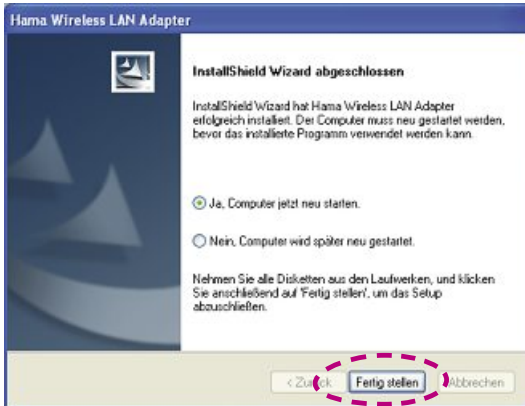 Hama Wireless LAN Adapter
InstallShield Wizard abgeschlossen
InstallShield Wizard hat Hama Wireless LAN Adapter
erfolgreich installiert. Der Computer muss neu gestartet werden,
bevor das installierte Programm verwendet werden kann.
Ja, Computer jetzt neu starten.
Nein, Computer wird später neu gestartet.
Nehmen Sie alle Disketten aus den Laufwerken, und klicken
Sie anschließend auf 'Fertig stellen', um das Setup
abzuschließen.
< Zurück Fertig stellen Abbrechen